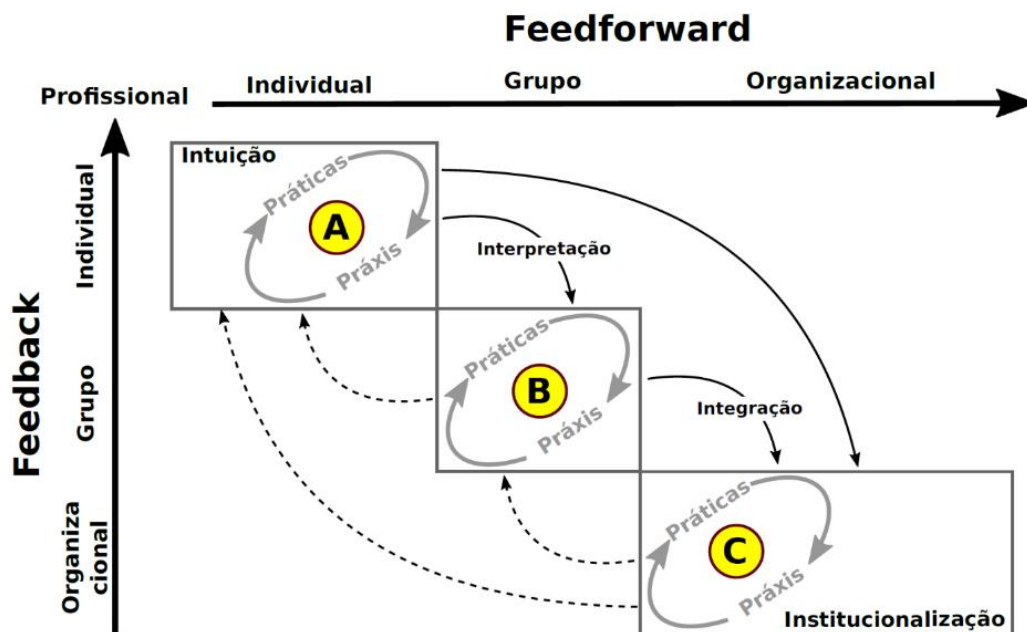 Feedforward
Profissional
Individual
Grupo
Organizacional
Feedback
Individual
Grupo
Organiza
cional
Intuição
Práticas
A
Práxis
Interpretação
Práticas
B
Práxis
Integração
Práticas
C
Práxis
Institucionalização